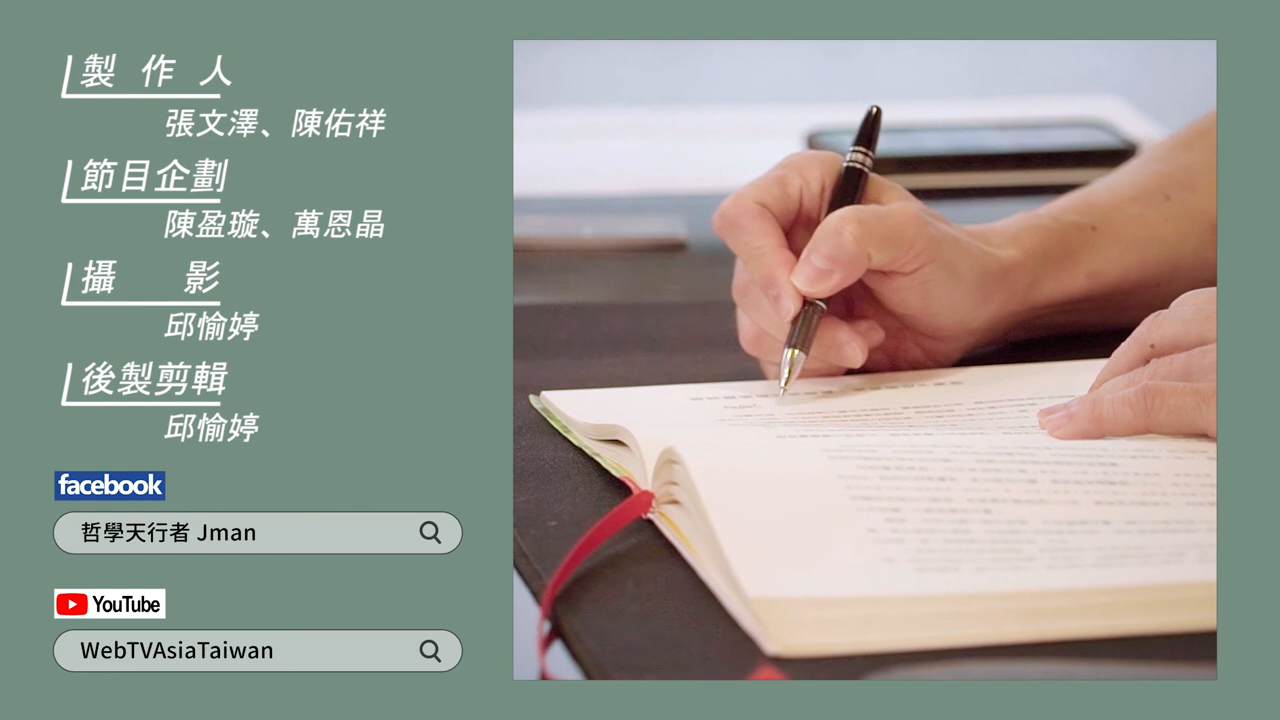 製作人
張文澤、陳佑祥
節目企劃
陳盈璇、萬恩晶
攝影
邱愉婷
後製剪輯
邱愉婷
facebook
哲學天行者 Jman
YouTube
WebTVAsiaTaiwan